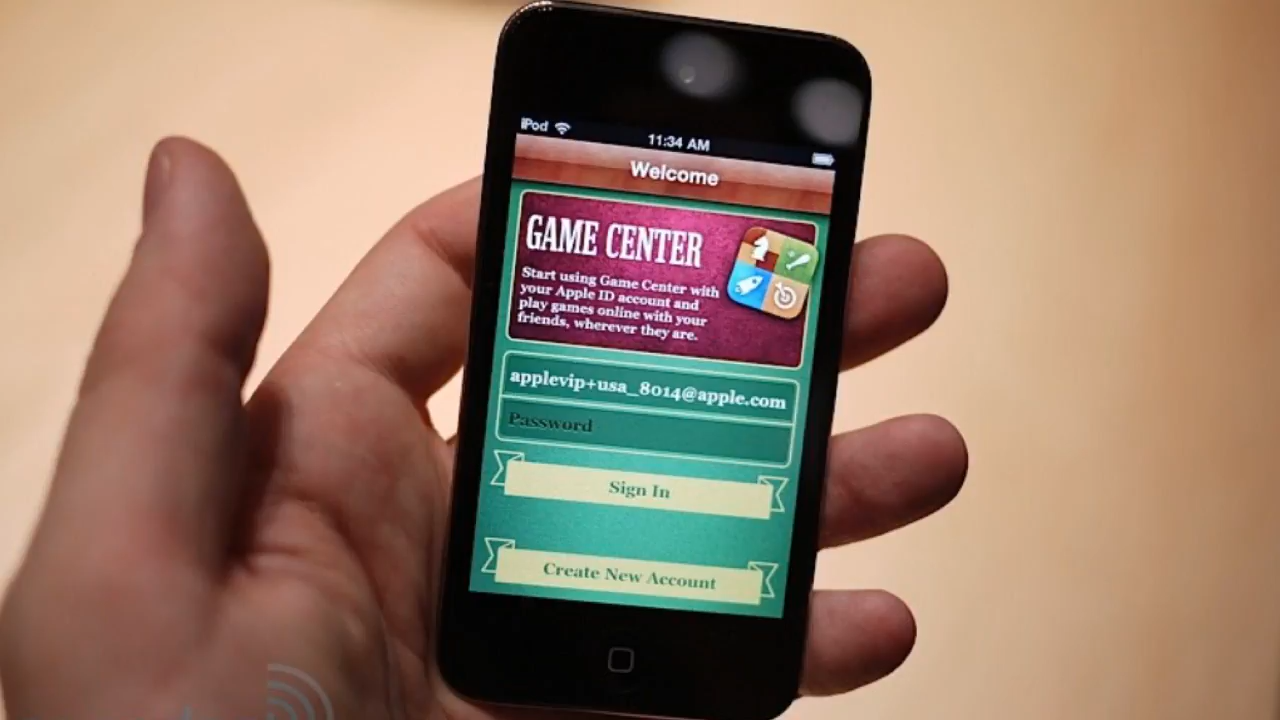 iPod
11:34 AM
Welcome
GAME CENTER
Start using Game Center with
your Apple ID account and
play games online with your
friends, wherever they are.
applevip+usa_8014@apple.com
Password
Sign In
Create New Account